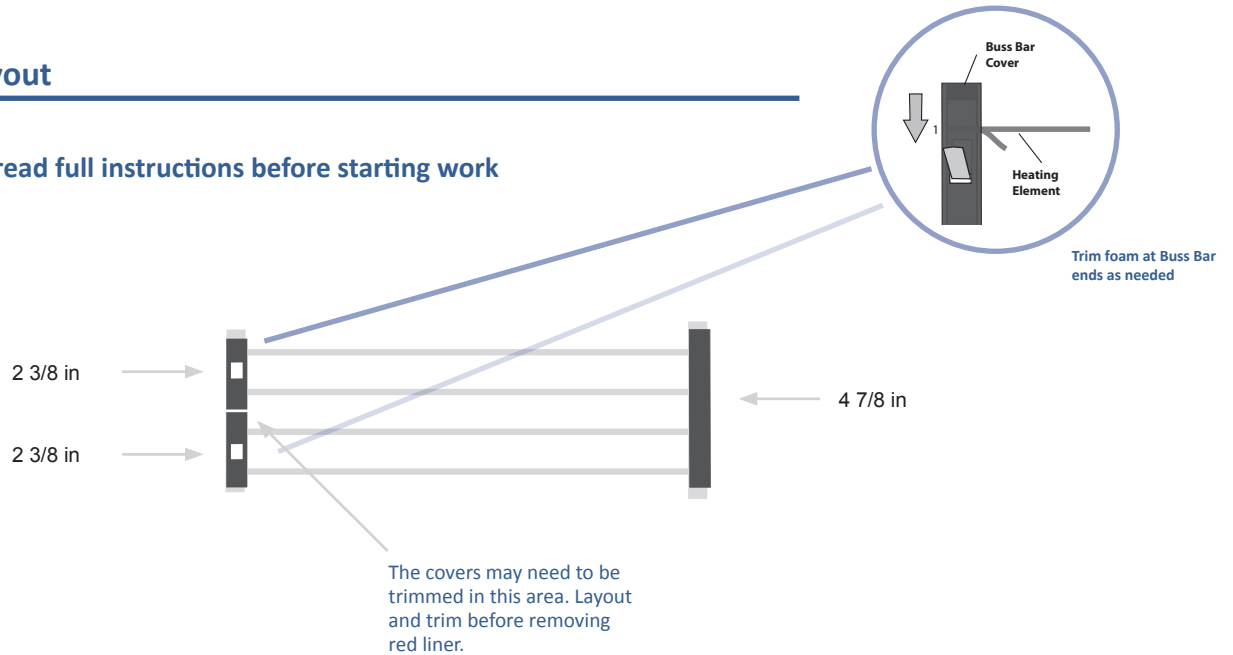 Buss Bar
Cover
1
Heating
Element
Trim foam at Buss Bar
ends as needed
yout
read full instructions before starting work
2 3/8 in
4 7/8 in
2 3/8 in
The covers may need to be
trimmed in this area. Layout
and trim before removing
red liner.